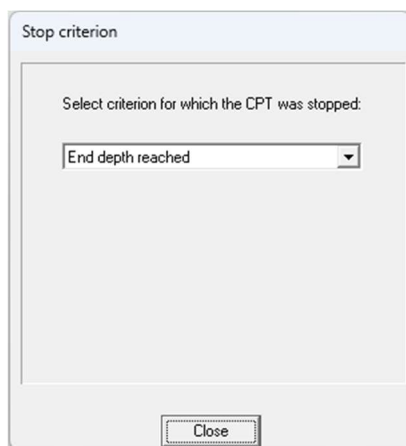 Stop criterion
Select criterion for which the CPT was stopped:
End depth reached
Close